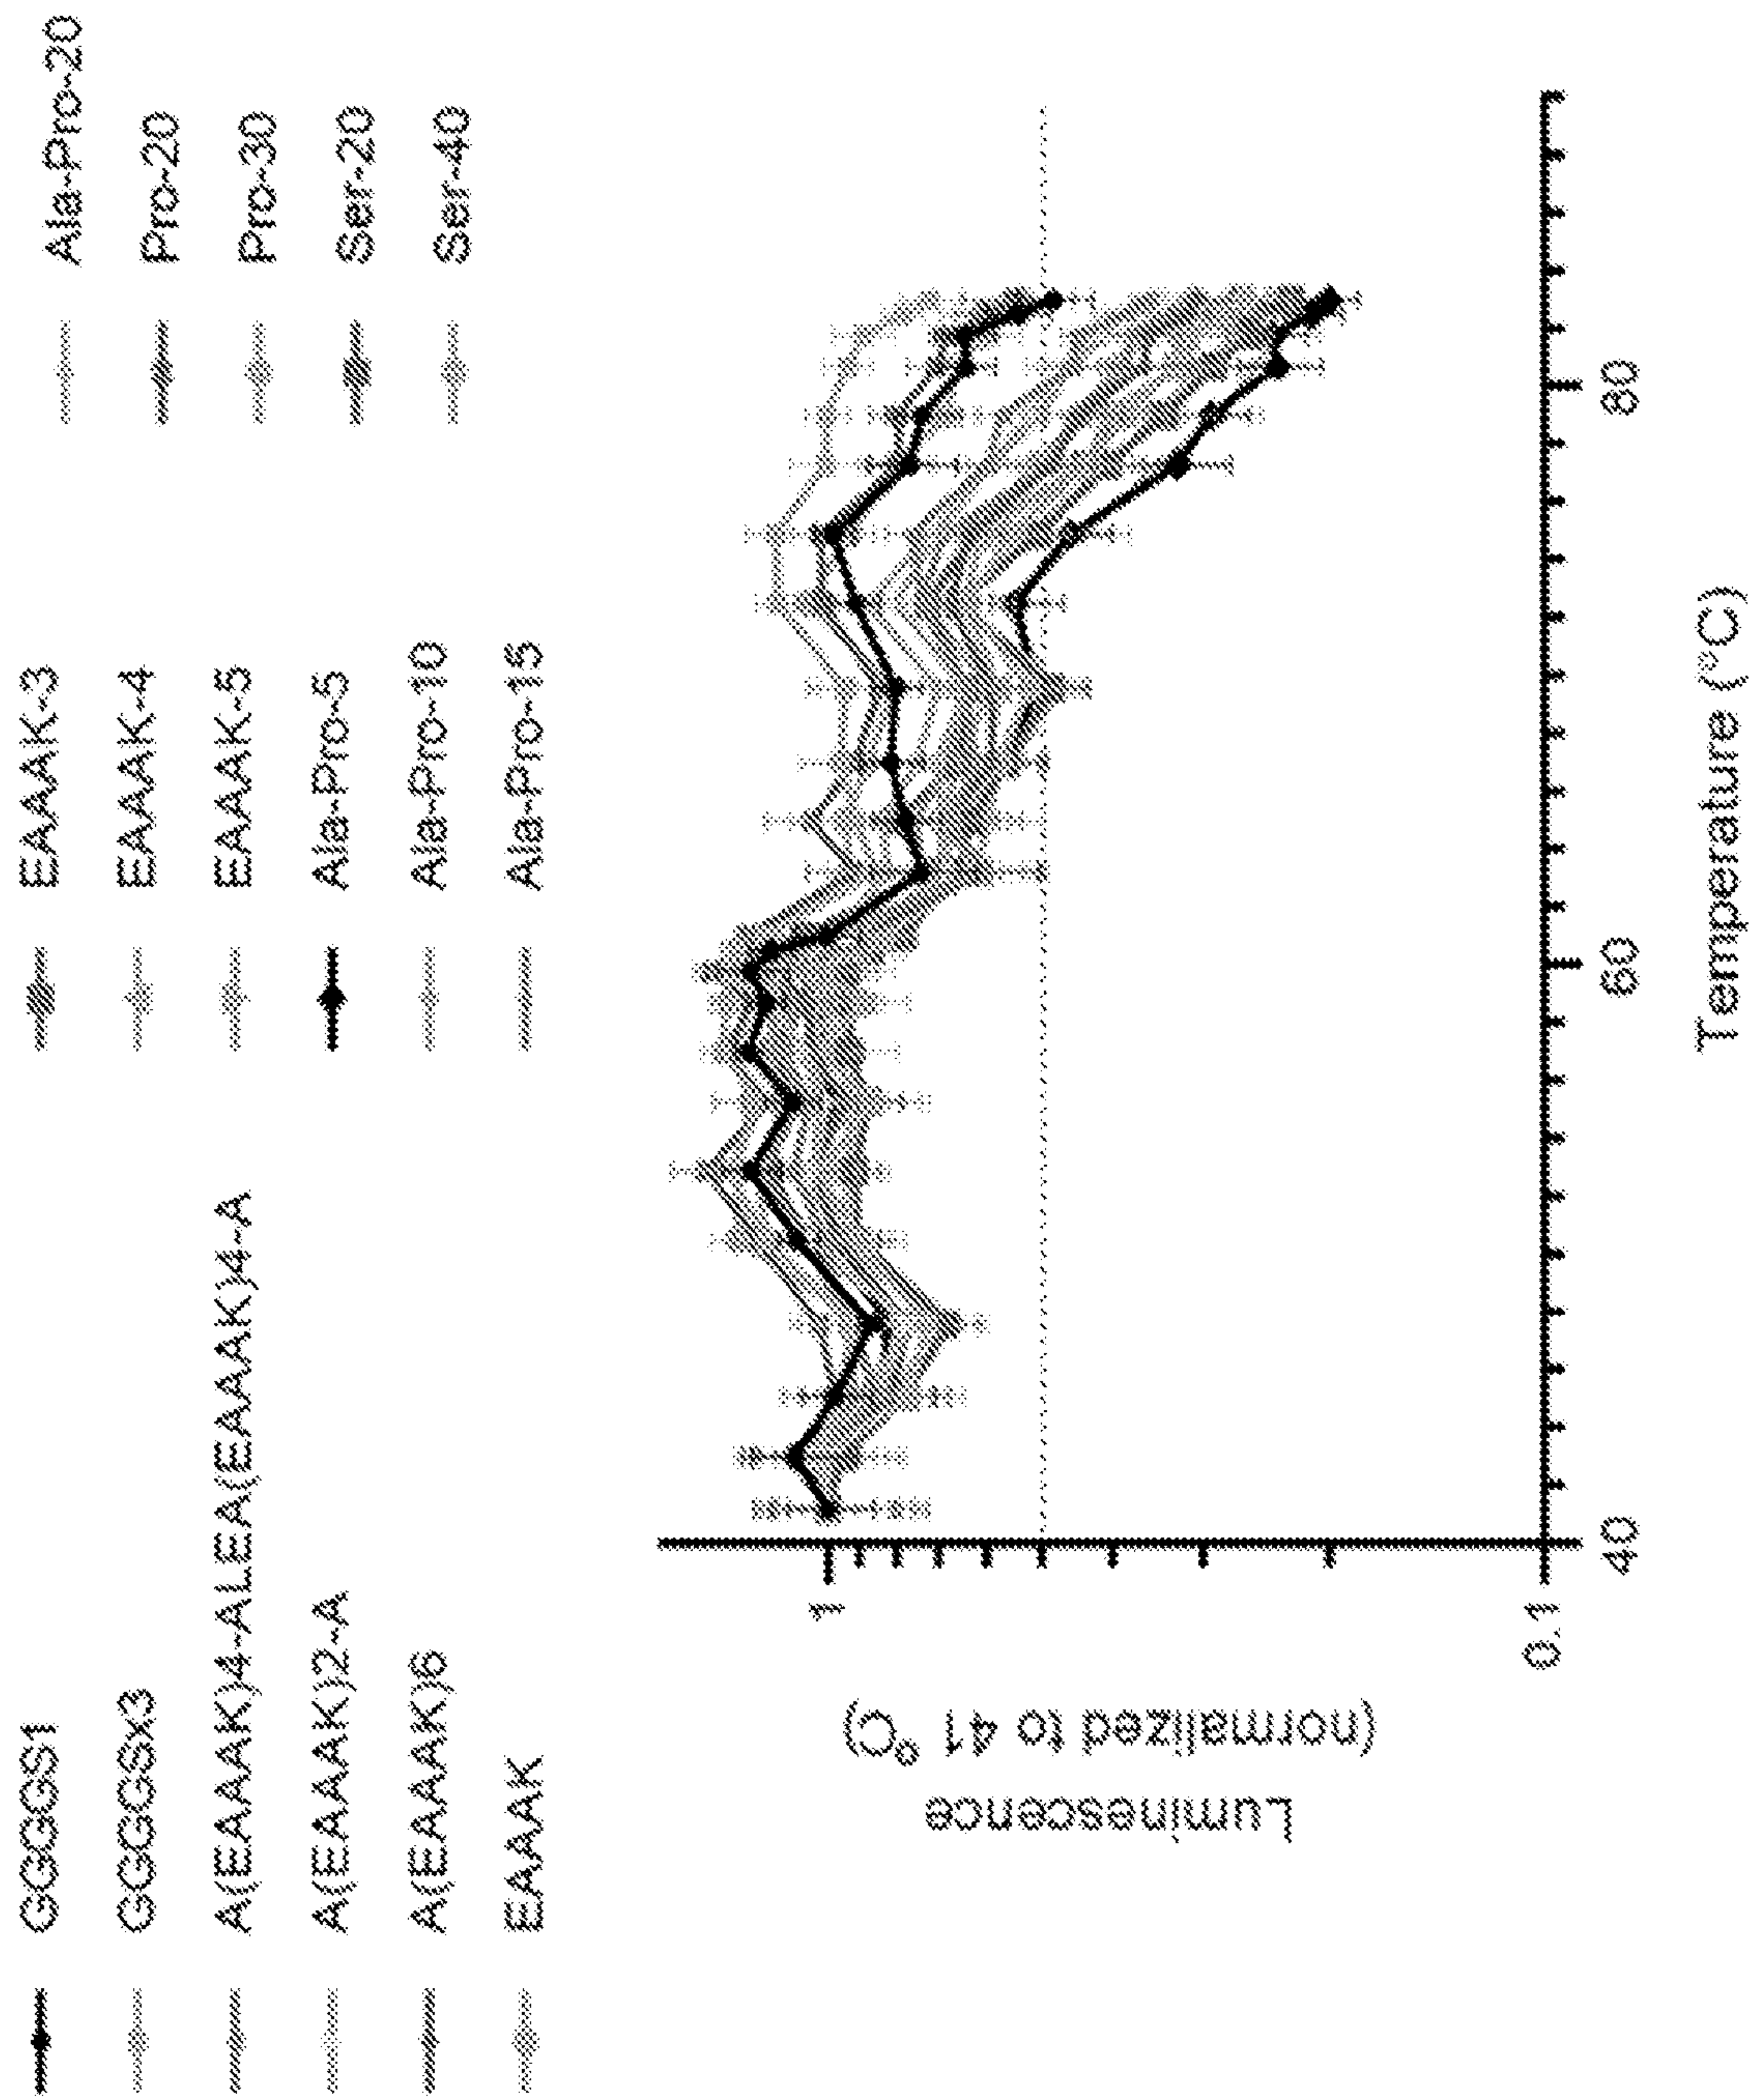 GGGGS1
GGGGSx3
A(EAAAK)4-ALEA(EAAAK)4-A
A(EAAAK)2-A
A(EAAAK)6
EAAAK
EAAAK-3
EAAAK-4
EAAAK-5
Ala-Pro-5
Ala-Pro-10
Ala-Pro-15
Ala-Pro-20
Pro-20
Pro-30
Ser-20
Ser-40
Luminescence
(normalized to 41 ºC)
1
0.1
40
60
80
Temperature (°C)